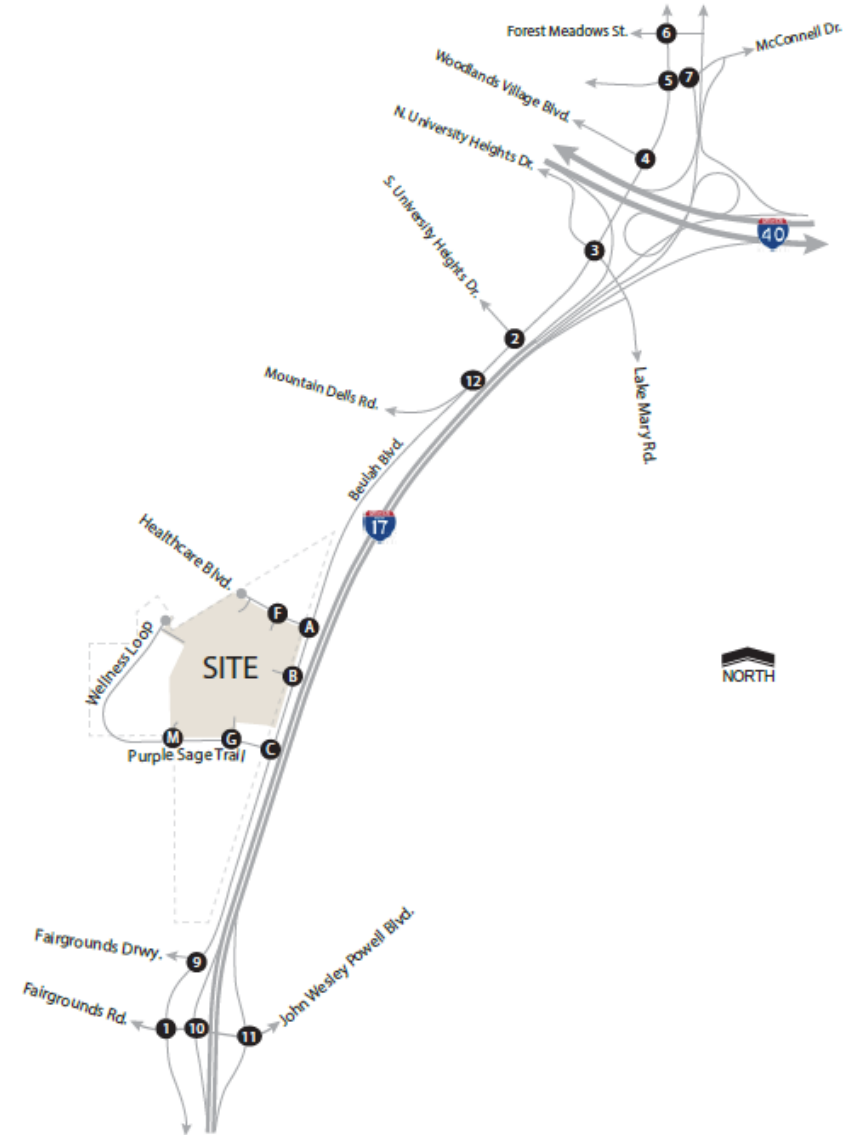 Forest Meadows St.
6
McConnell Dr.
Woodlands Village Blvd.
5
7
N. University Heights Dr.
4
S. University Heights Dr.
40
3
2
Mountain Dells Rd.
12
Lake Mary Rd.
Beulah Blvd.
17
Healthcare Blvd.
F
A
Wellness Loop
SITE
B
NORTH
M
G
C
Purple Sage Trail
Fairgrounds Drwy.
9
John Wesley Powell Blvd.
Fairgrounds Rd.
1
10
11